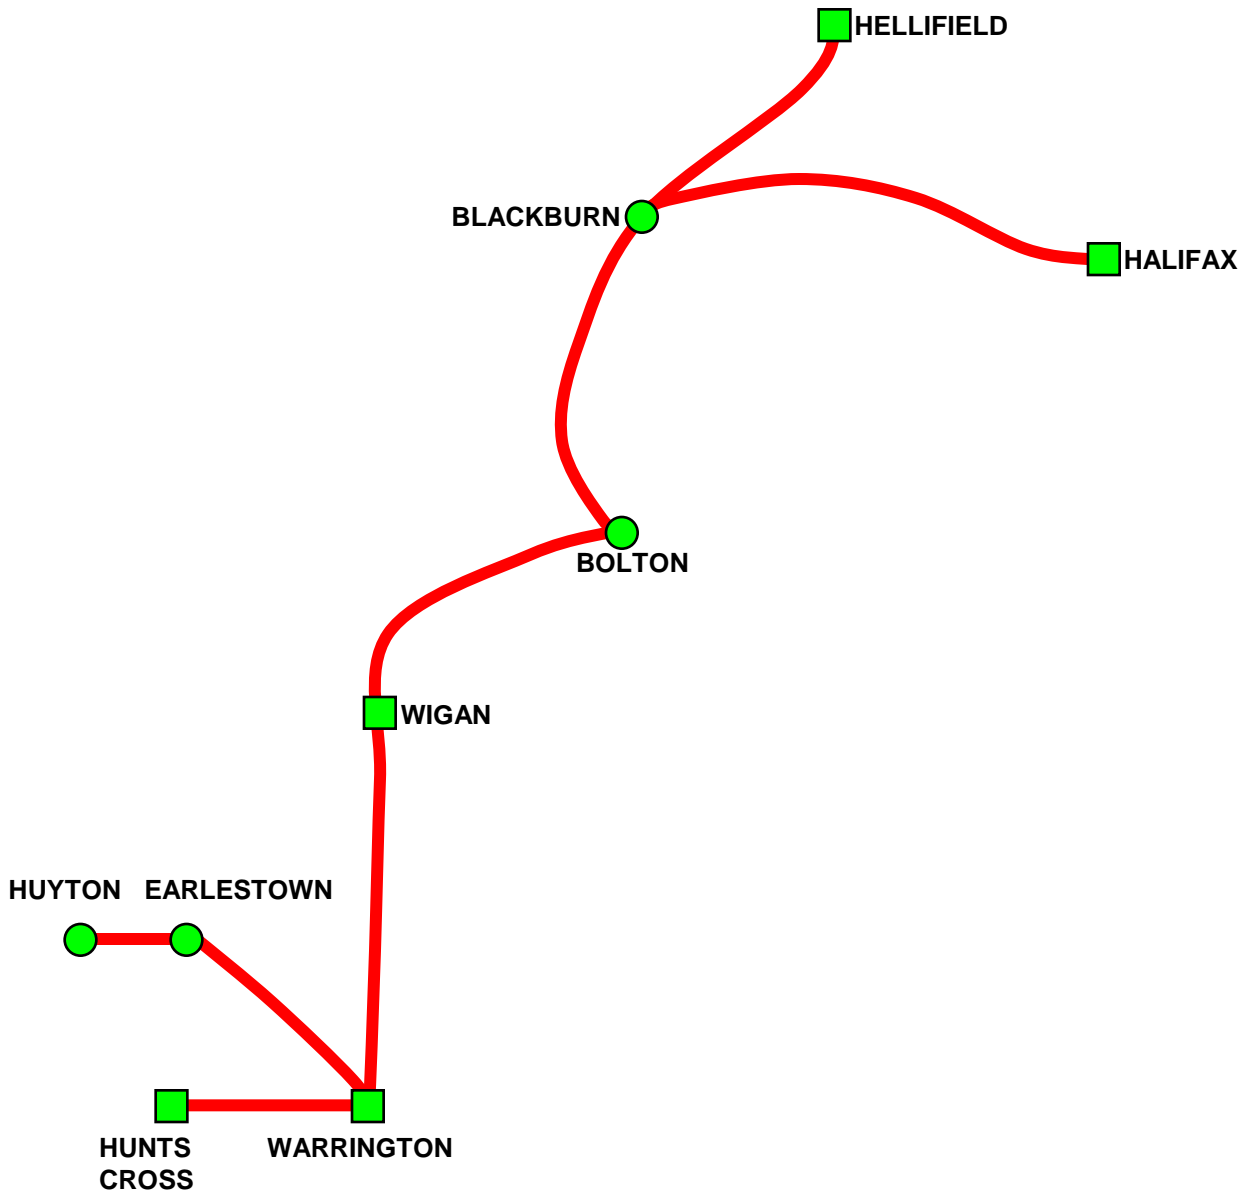 HELLIFIELD
BLACKBURN
HALIFAX
BOLTON
WIGAN
HUYTON
EARLESTOWN
HUNTS
CROSS
WARRINGTON